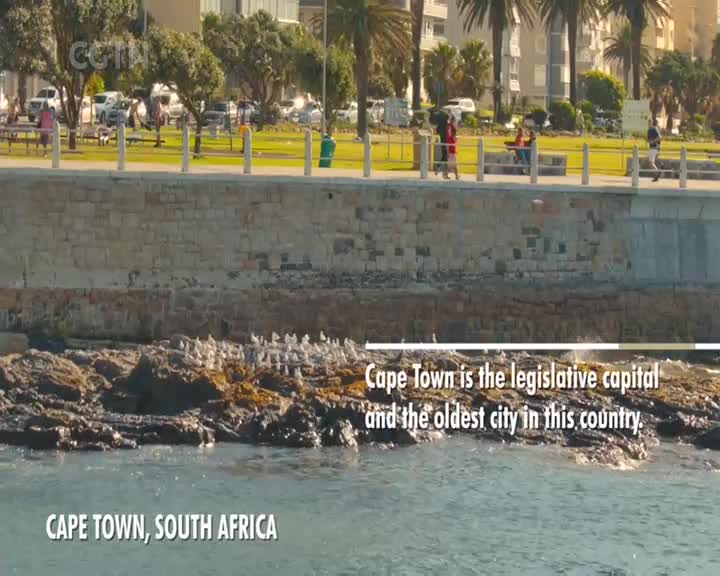 CGTN
Cape Town is the legislative capital
and the oldest city in this country.
CAPE TOWN, SOUTH AFRICA